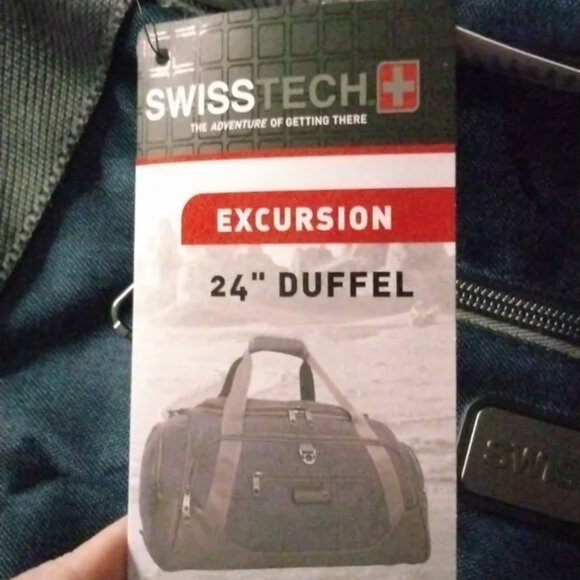 SWISSTECH
THE ADVENTURE OF GETTING THERE
EXCURSION
24" DUFFEL
SWIS